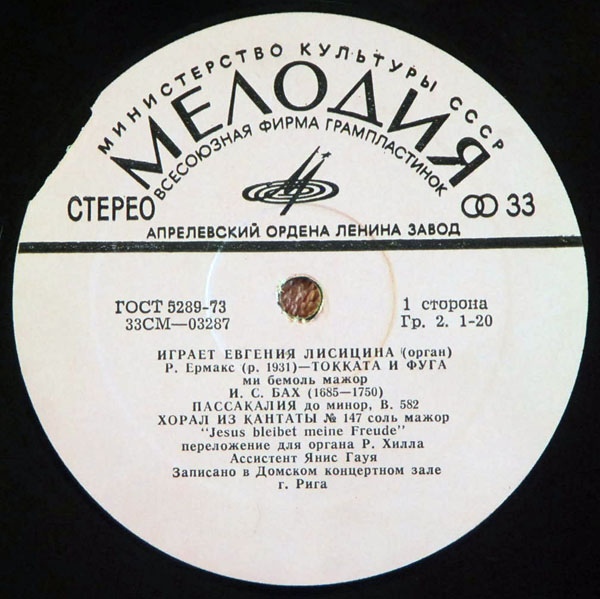 МИНИСТЕРСТВО КУЛЬТУРЫ СССР
МЕЛОДИЯ
ВСЕСОЮЗНАЯ ФИРМА ГРАМПЛАСТИНОК
СТЕРЕО
33
АПРЕЛЕВСКИЙ ОРДЕНА ЛЕНИНА ЗАВОД
ГОСТ 5289-73
33СМ—03287
1 сторона
Гр. 2. 1-20
ИГРАЕТ ЕВГЕНИЯ ЛИСИЦИНА (орган)
Р. Ермакс (р. 1931)—ТОККАТА И ФУГА
ми бемоль мажор
И. С. БАХ (1685—1750)
ПАССАКАЛИЯ до минор, В. 582
ХОРАЛ ИЗ КАНТАТЫ № 147 соль мажор
"Jesus bleibet meine Freude"
переложение для органа Р. Хилла
Ассистент Янис Гауя
Записано в Домском концертном зале
г. Рига